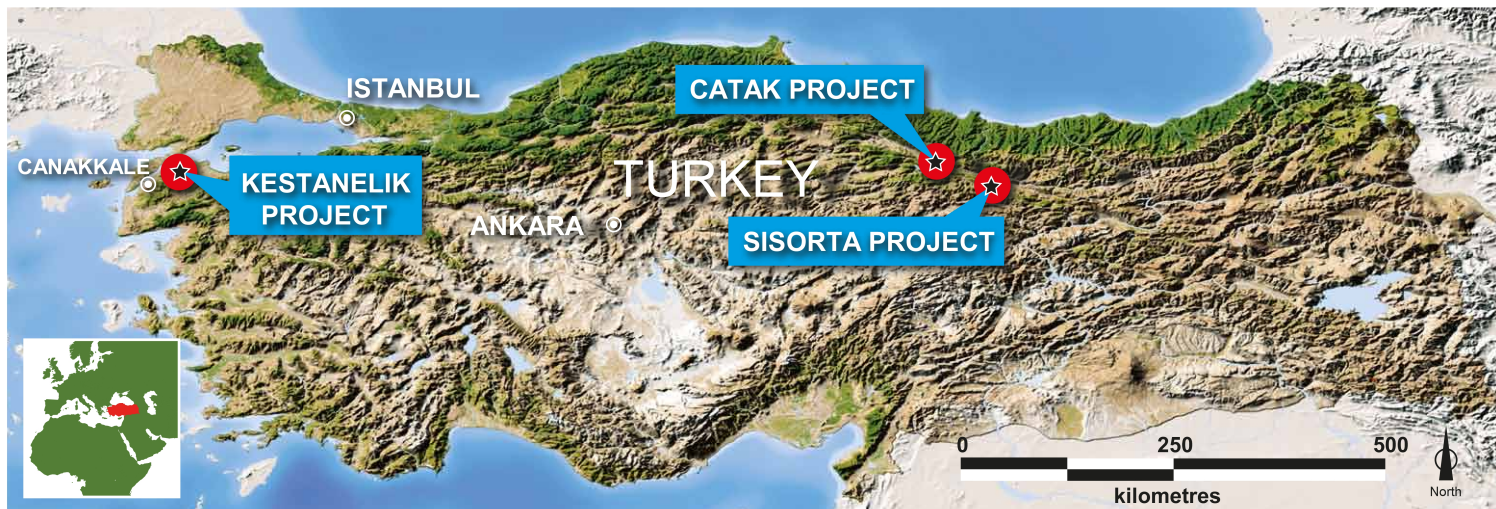 ISTANBUL
CATAK PROJECT
CANAKKALE
KESTANELIK
PROJECT
TURKEY
ANKARA
SISORTA PROJECT
0 250 500
kilometres
North